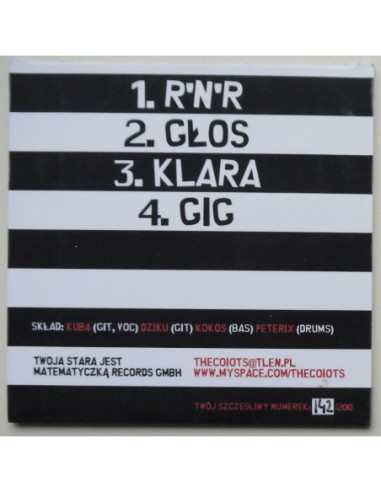 1. R'N'R
2. GŁOS
3. KLARA
4. GIG
SKŁAD: KUBA (GIT, VOC) DZIKU (GIT) KOKOS (BAS) PETERIX (DRUMS)
TWOJA STARA JEST
MATEMATYCZKĄ RECORDS GMBH
THECOIOTS@TLEN.PL
WWW.MYSPACE.COM/THECOIOTS
TWÓJ SZCZESLIWY NUMEREK: 142 /200